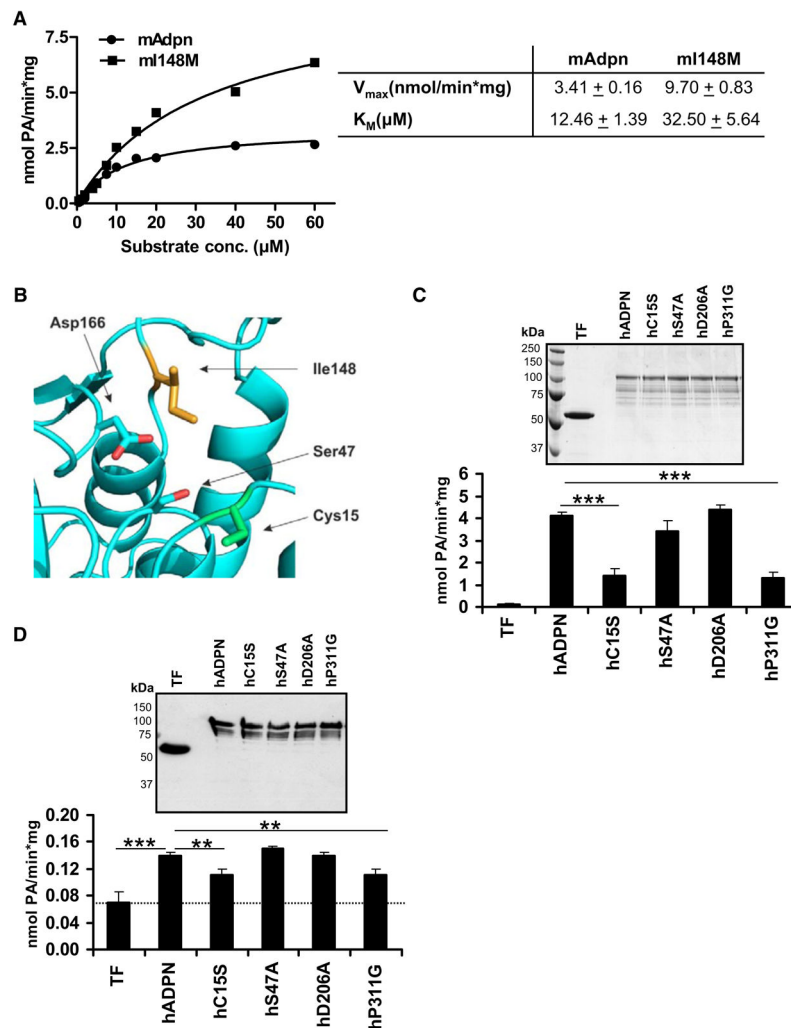 A
mAdpn
mI148M
7.5
5.0
2.5
0.0
nmol PA/min*mg
0 10 20 30 40 50 60
Substrate conc. (µM)
mAdpn mI148M
Vmax(nmol/min*mg) 3.41 ± 0.16 9.70 ± 0.83
KM(µM) 12.46 ± 1.39 32.50 ± 5.64
B
Asp166
Ile148
Ser47
Cys15
C
kDa
TF
hADPN
hC15S
hS47A
hD206A
hP311G
250
150
100
75
50
37
***
***
5
4
3
2
1
0
nmol PA/min*mg
TF
hADPN
hC15S
hS47A
hD206A
hP311G
D
kDa
TF
hADPN
hC15S
hS47A
hD206A
hP311G
150
100
75
50
37
**
***
**
0.20
0.16
0.12
0.08
0.04
0.00
nmol PA/min*mg
TF
hADPN
hC15S
hS47A
hD206A
hP311G